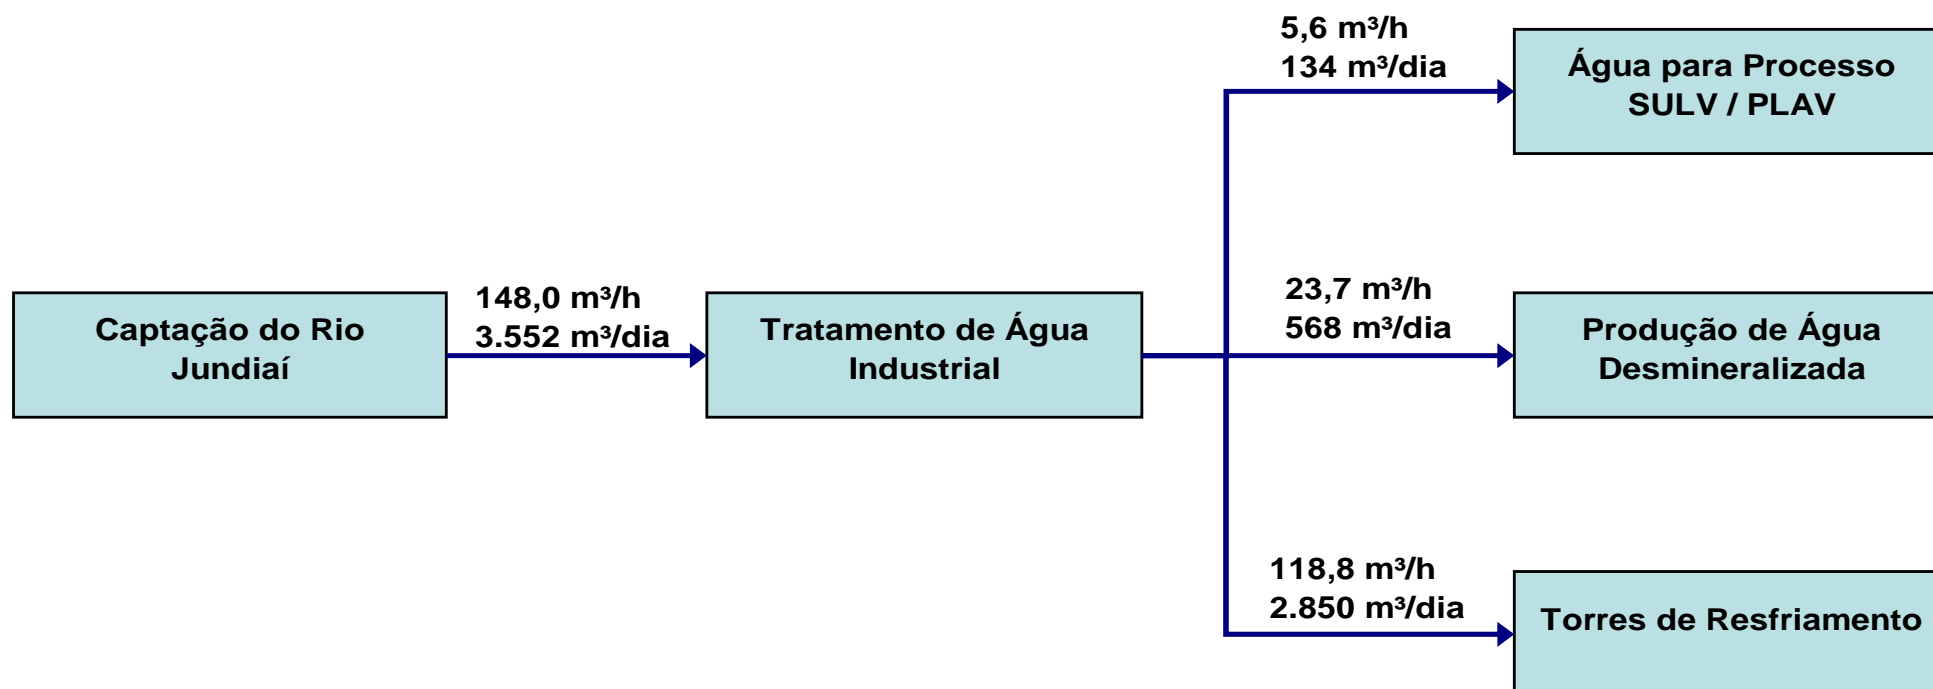 5,6 m³/h
134 m³/dia
Água para Processo
SULV / PLAV
Captação do Rio
Jundiaí
148,0 m³/h
3.552 m³/dia
Tratamento de Água
Industrial
23,7 m³/h
568 m³/dia
Produção de Água
Desmineralizada
118,8 m³/h
2.850 m³/dia
Torres de Resfriamento